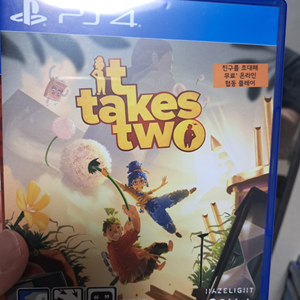 PS4
it
takes
two
친구를 초대해
무료* 온라인
협동 플레이
HAZELIGHT